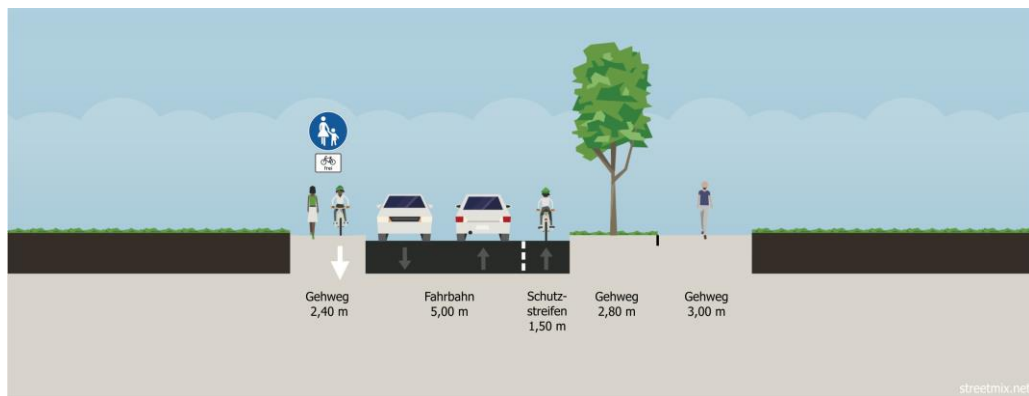 frei
Gehweg
2,40 m
Fahrbahn
5,00 m
Schutz-
streifen
1,50 m
Gehweg
2,80 m
Gehweg
3,00 m
streetmix.net